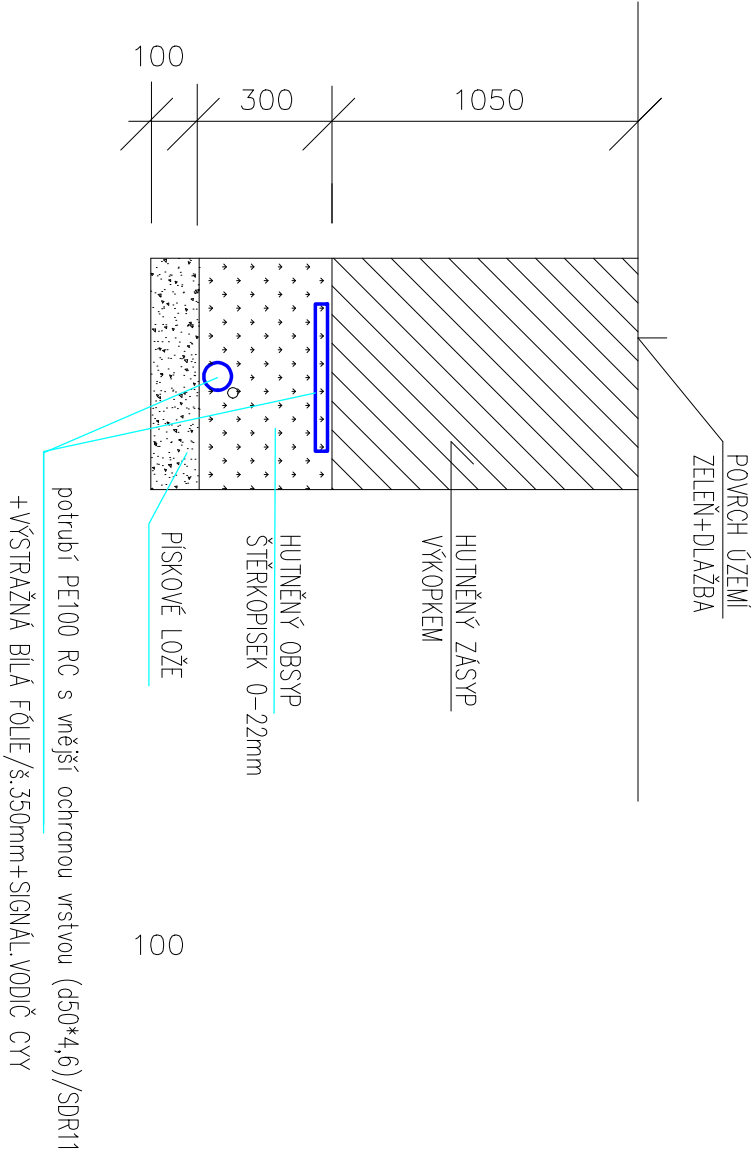 100
300
1050
POVRCH ÚZEMÍ
ZELEŇ+DLAŽBA
HUTNĚNÝ ZÁSYP
VÝKOPKEM
HUTNĚNÝ OBSYP
ŠTĚRKOPISEK 0-22mm
PÍSKOVÉ LOŽE
potrubí PE100 RC s vnější ochranou vrstvou (d50*4,6)/SDR11
+VÝSTRAŽNÁ BÍLÁ FÓLIE/š.350mm+SIGNÁL.VODIČ CYY
100